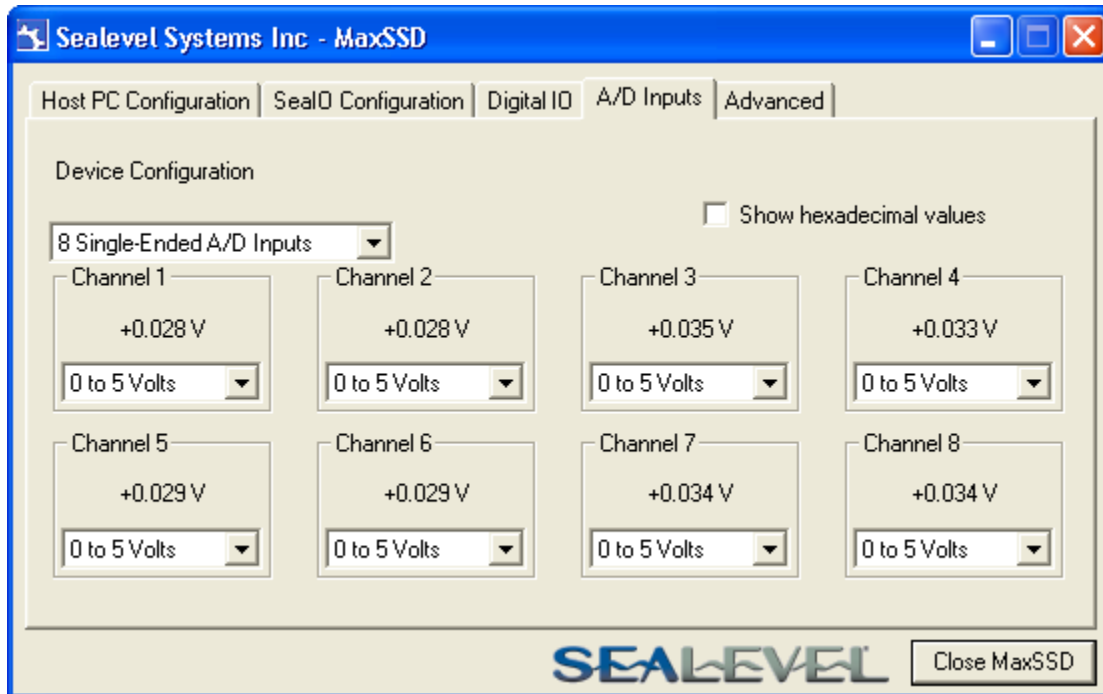 Sealevel Systems Inc - MaxSSD
Host PC Configuration
SeaIO Configuration
Digital IO
A/D Inputs
Advanced
Device Configuration
Show hexadecimal values
8 Single-Ended A/D Inputs
Channel 1
+0.028 V
0 to 5 Volts
Channel 2
+0.028 V
0 to 5 Volts
Channel 3
+0.035 V
0 to 5 Volts
Channel 4
+0.033 V
0 to 5 Volts
Channel 5
+0.029 V
0 to 5 Volts
Channel 6
+0.029 V
0 to 5 Volts
Channel 7
+0.034 V
0 to 5 Volts
Channel 8
+0.034 V
0 to 5 Volts
SEALEVEL
Close MaxSSD